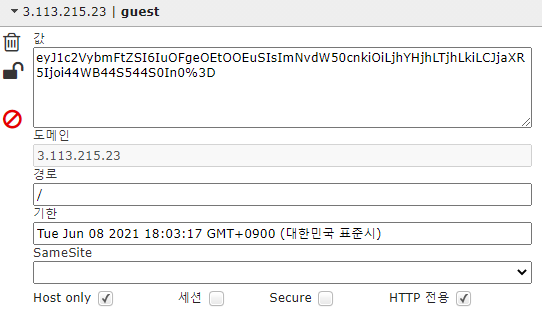 3.113.215.23 | guest
값
eyJ1c2VybmFtZSI6IuOFgeOEtOOEuSIsImNvdW50cnkiOiLjhYHjhLTjhLkiLCJjaXR
5Ijoi44WB44S544S0In0%3D
도메인
3.113.215.23
경로
/
기한
Tue Jun 08 2021 18:03:17 GMT+0900 (대한민국 표준시)
SameSite
Host only 세션 Secure HTTP 전용